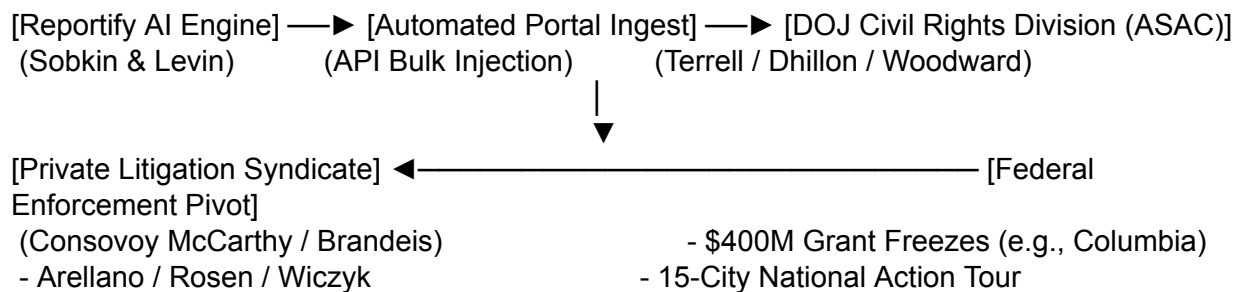 [Reportify AI Engine] ──► [Automated Portal Ingest] ──► [DOJ Civil Rights Division (ASAC)]
(Sobkin & Levin) (API Bulk Injection) (Terrell / Dhillon / Woodward)
│
▼
[Private Litigation Syndicate] ◄────────────────────────────── [Federal
Enforcement Pivot]
(Consovoy McCarthy / Brandeis) - $400M Grant Freezes (e.g., Columbia)
- Arellano / Rosen / Wiczyk - 15-City National Action Tour